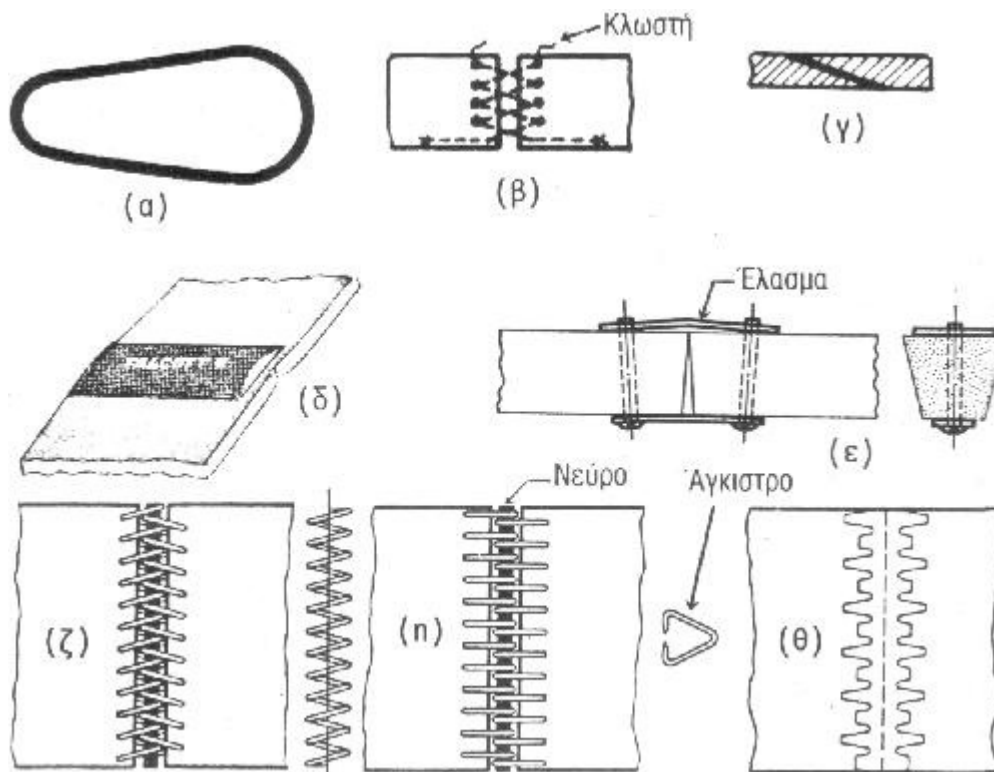 Κλωστή
(α)
(β)
(γ)
Έλασμα
(δ)
(ε)
Νεύρο
Άγκιστρο
(ζ)
(η)
(θ)